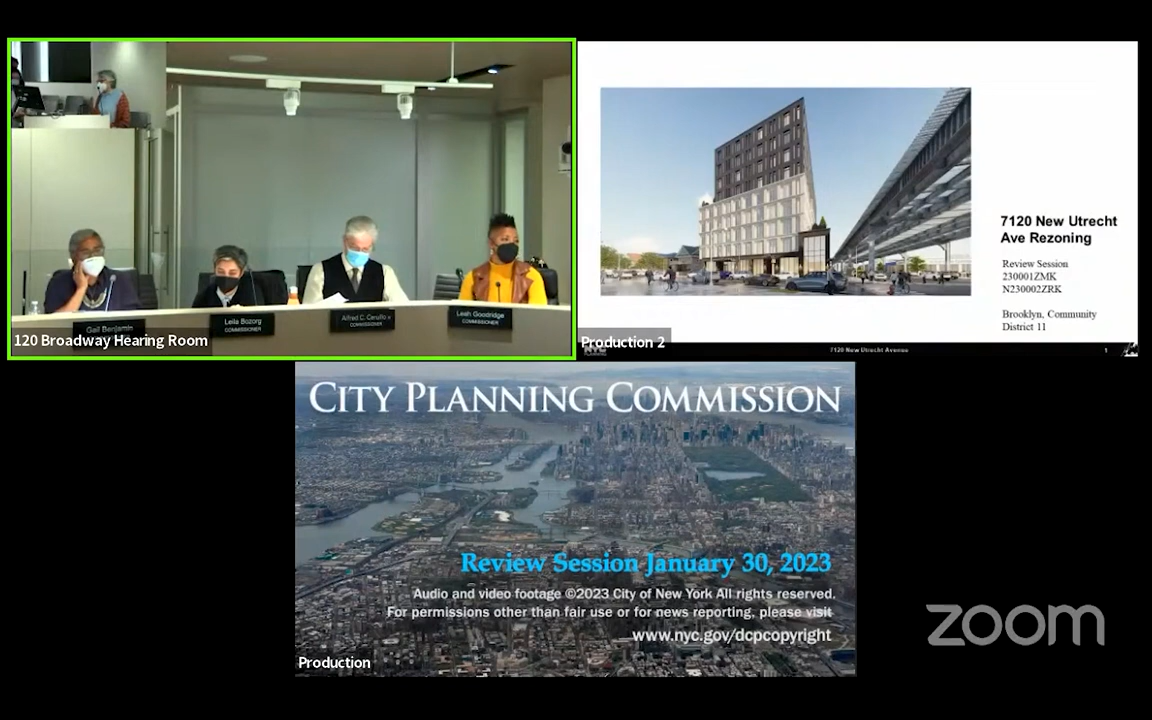 Gail Benjamin
Leila Bozorg
COMMISSIONER
Alfred C. Cerullo
COMMISSIONER
Leah Goodridge
COMMISSIONER
120 Broadway Hearing Room
7120 New Utrecht
Ave Rezoning
Review Session
230001ZMK
N230002ZRK
Brooklyn, Community
District 11
NYC
7120 New Utrecht Avenue
1
Production 2
CITY PLANNING COMMISSION
Review Session January 30, 2023
Audio and video footage ©2023 City of New York All rights reserved.
For permissions other than fair use or for news reporting, please visit
www.nyc.gov/dcpcopyright
Production
zoom